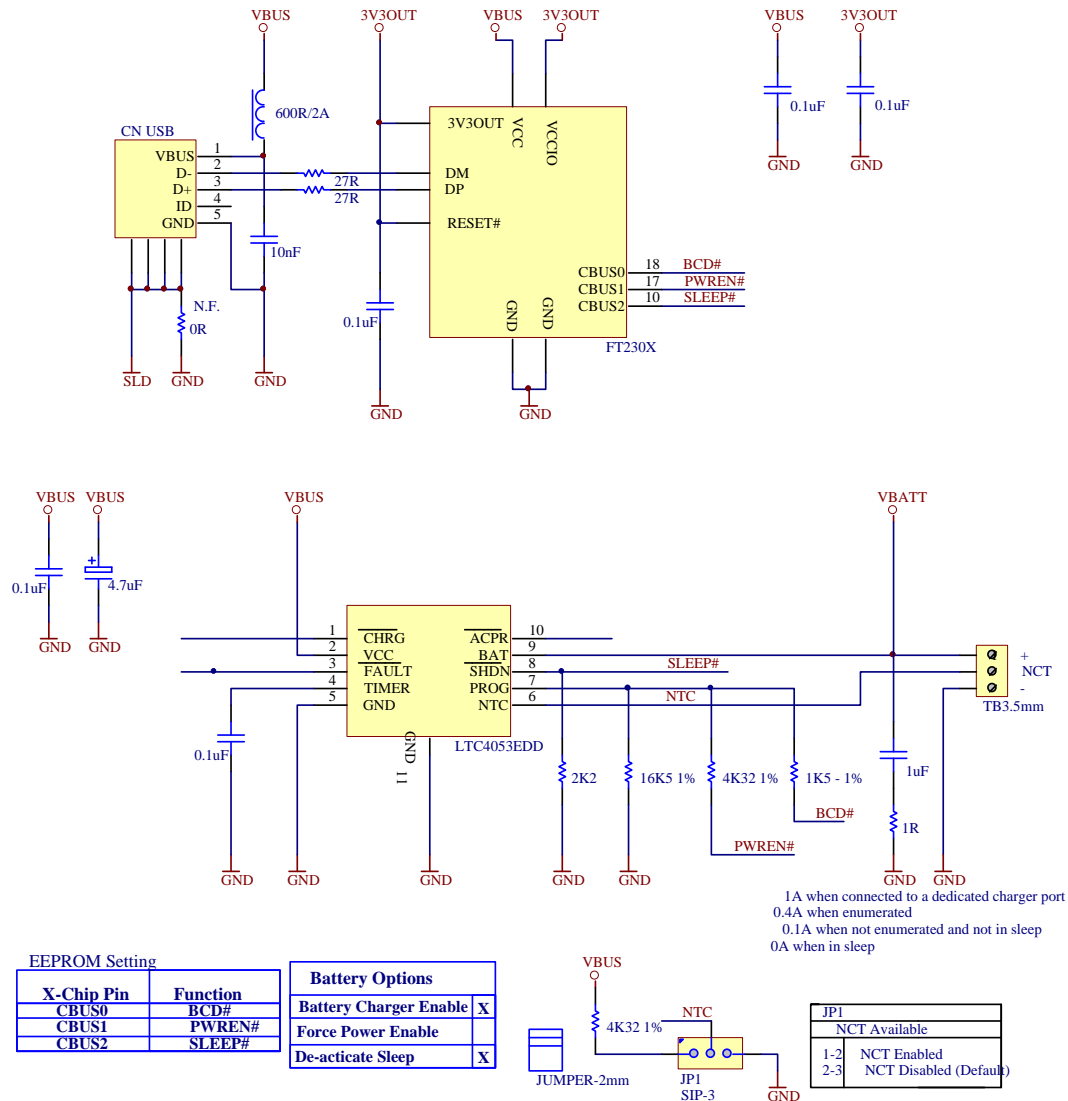 VBUS
3V3OUT
VBUS
3V3OUT
VBUS
3V3OUT
600R/2A
0.1uF
0.1uF
CN USB
3V3OUT
VCC
VCCIO
VBUS
1
D-
2
D+
3
ID
4
GND
5
27R
27R
DM
DP
RESET#
GND
GND
10nF
CBUS0
18
BCD#
CBUS1
17
PWREN#
CBUS2
10
SLEEP#
N.F.
0R
0.1uF
GND
GND
FT230X
SLD
GND
GND
GND
GND
VBUS
VBUS
VBUS
VBATT
0.1uF
4.7uF
GND
GND
1
CHRG
2
VCC
3
FAULT
4
TIMER
5
GND
ACPR
10
BAT
9
SHDN
8
PROG
7
NTC
6
GND
11
LTC4053EDD
SLEEP#
NTC
+
NCT
-
TB3.5mm
0.1uF
2K2
16K5 1%
4K32 1%
1K5 - 1%
1uF
BCD#
1R
PWREN#
GND
GND
GND
GND
GND
GND
GND
1A when connected to a dedicated charger port
0.4A when enumerated
0.1A when not enumerated and not in sleep
0A when in sleep
EEPROM Setting
X-Chip Pin Function
CBUS0 BCD#
CBUS1 PWREN#
CBUS2 SLEEP#
Battery Options
Battery Charger Enable X
Force Power Enable
De-acticate Sleep X
JUMPER-2mm
VBUS
4K32 1%
NTC
JP1
SIP-3
GND
JP1
NCT Available
1-2 NCT Enabled
2-3 NCT Disabled (Default)